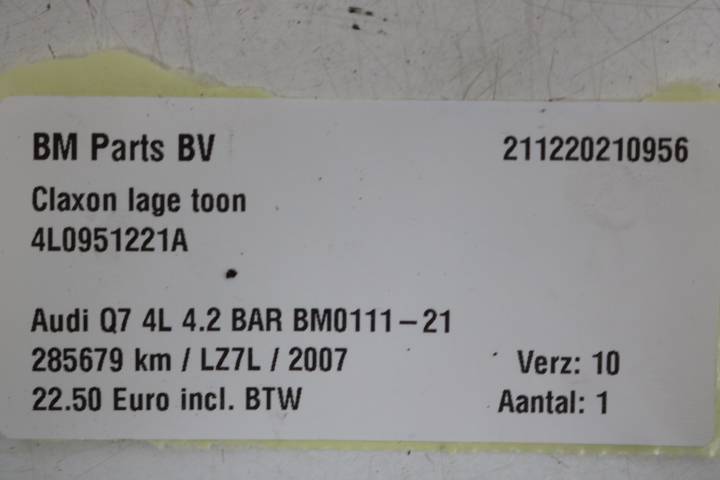 BM Parts BV 211220210956
Claxon lage toon
4L0951221A
Audi Q7 4L 4.2 BAR BM0111-21
285679 km / LZ7L / 2007 Verz: 10
22.50 Euro incl. BTW Aantal: 1